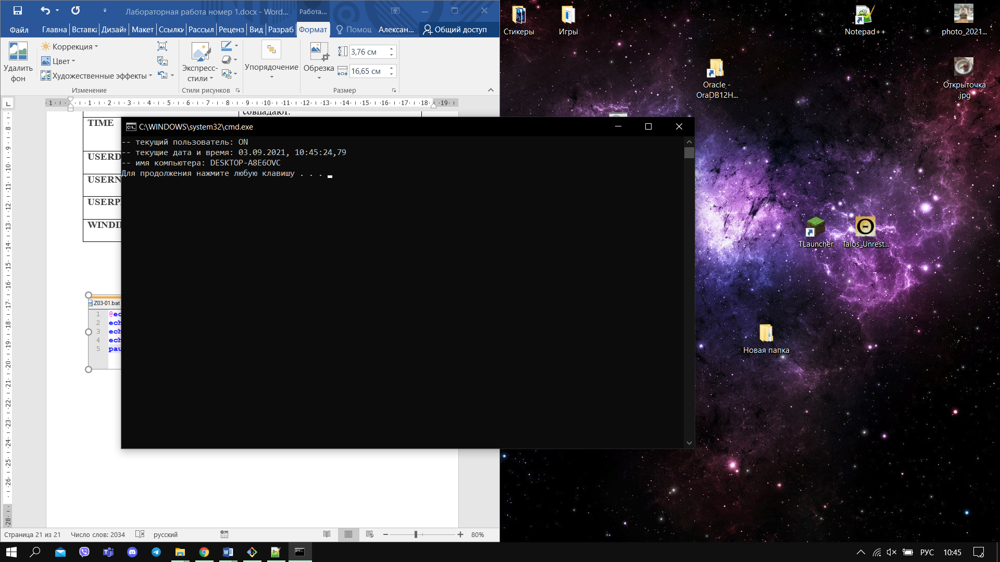 Лабораторная работа номер 1.docx - Word...
Работа...
Файл
Главна
Вставка
Дизайн
Макет
Ссылки
Рассыл
Реценз
Вид
Разраб
Формат
Помощ
Алексан...
Общий доступ
Удалить фон
Коррекция
Цвет
Художественные эффекты
Изменение
Экспресс-стили
Стили рисунков
Упорядочение
Обрезка
3,76 см
16,65 см
Размер
1 1 2 3 4 5 6 7 8 9 10 11 12 13 14 15 16 17 18 19
8 9 10 11 12 13 14 15 16 17 18 19 20 21 22 23 24 25 26 28
совпадают.
TIME
USERD
USERN
USERP
WINDI
C:\WINDOWS\system32\cmd.exe
-- текущий пользователь: ON
-- текущие дата и время: 03.09.2021, 10:45:24,79
-- имя компьютера: DESKTOP-A8E6OVC
Для продолжения нажмите любую клавишу . . .
Z03-01.bat
1 @ec
2 ech
3 ech
4 ech
5 pau
Страница 21 из 21
Число слов: 2034
русский
80%
Стикеры
Игры
Notepad++
photo_2021...
Oracle - OraDB12H...
Открыточка.jpg
TLauncher
Talos_Unrest...
Новая папка
РУС
10:45